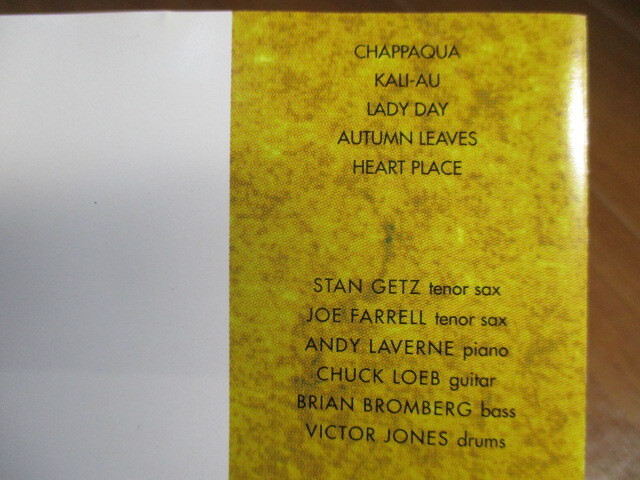 CHAPPAQUA
KALI-AU
LADY DAY
AUTUMN LEAVES
HEART PLACE
STAN GETZ tenor sax
JOE FARRELL tenor sax
ANDY LAVERNE piano
CHUCK LOEB guitar
BRIAN BROMBERG bass
VICTOR JONES drums